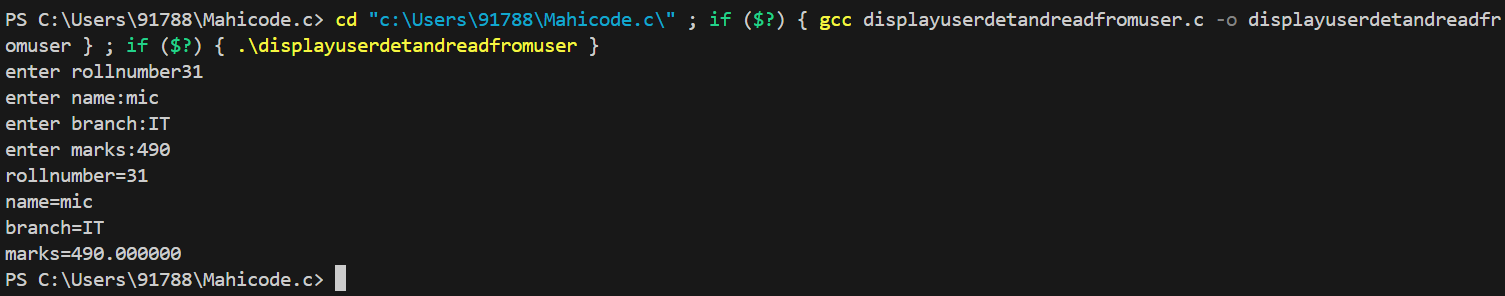 PS C:\Users\91788\Mahicode.c> cd "c:\Users\91788\Mahicode.c\" ; if ($?) { gcc displayuserdetandreadfromuser.c -o displayuserdetandreadfr
omuser } ; if ($?) { .\displayuserdetandreadfromuser }
enter rollnumber31
enter name:mic
enter branch:IT
enter marks:490
rollnumber=31
name=mic
branch=IT
marks=490.000000
PS C:\Users\91788\Mahicode.c>